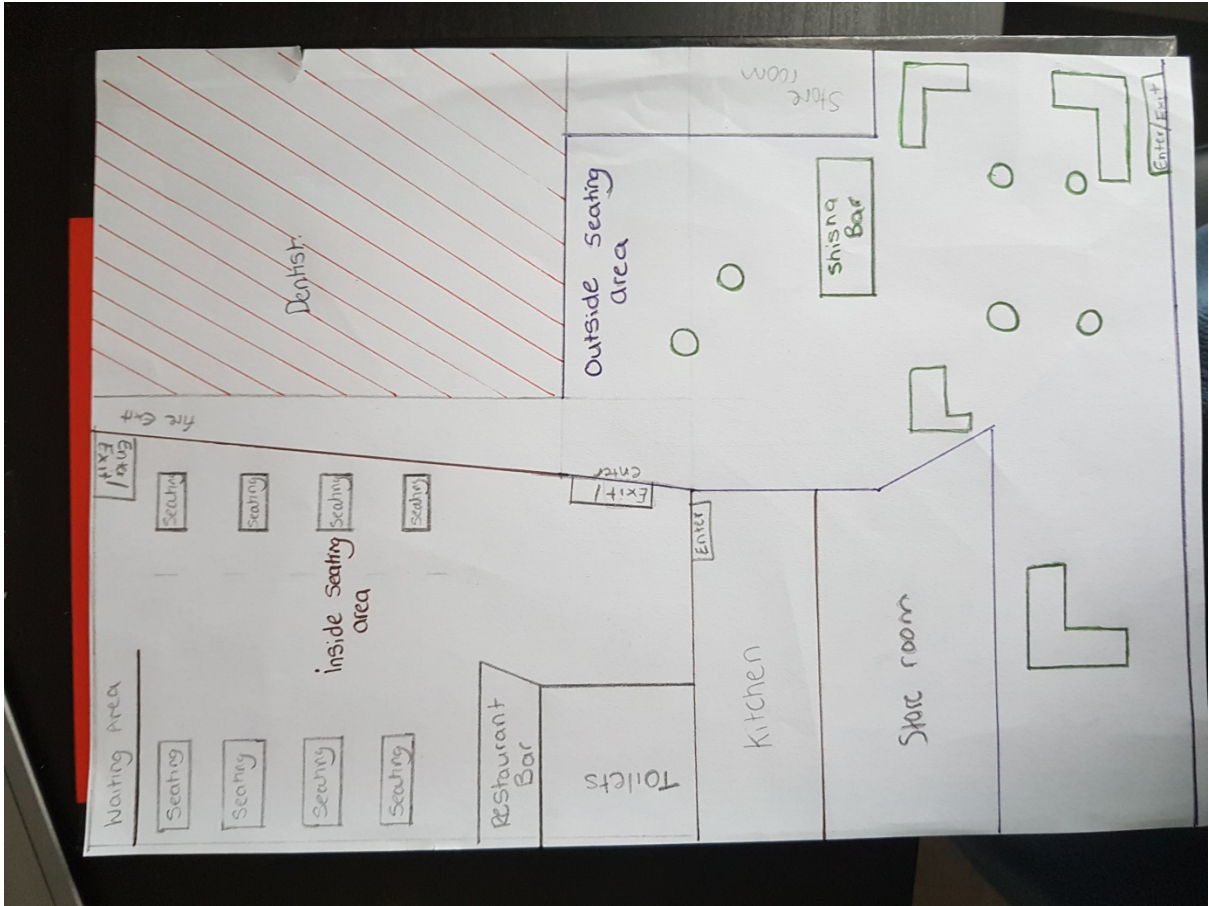 Waiting Area
Enter/
Exit
fire
Exit
Seating
Seating
Seating
Seating
Seating
Seating
Seating
Seating
inside seating
area
Dentist.
Restaurant
Bar
Toilets
Exit/
enter
Enter
Kitchen
Store room
Outside seating
area
Store
room
Shisha
Bar
Enter/Exit